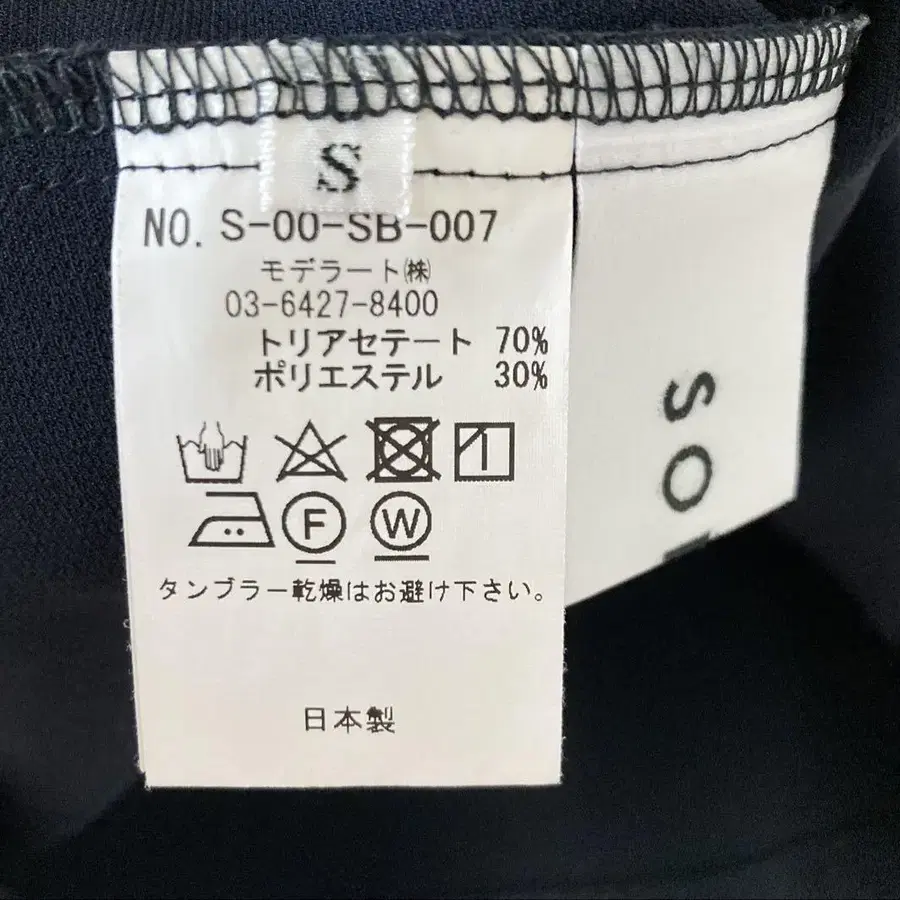 S
NO. S-00-SB-007
モデラート㈱
03-6427-8400
トリアセテート 70%
ポリエステル 30%
F W
タンブラー乾燥はお避け下さい。
日本製
SO